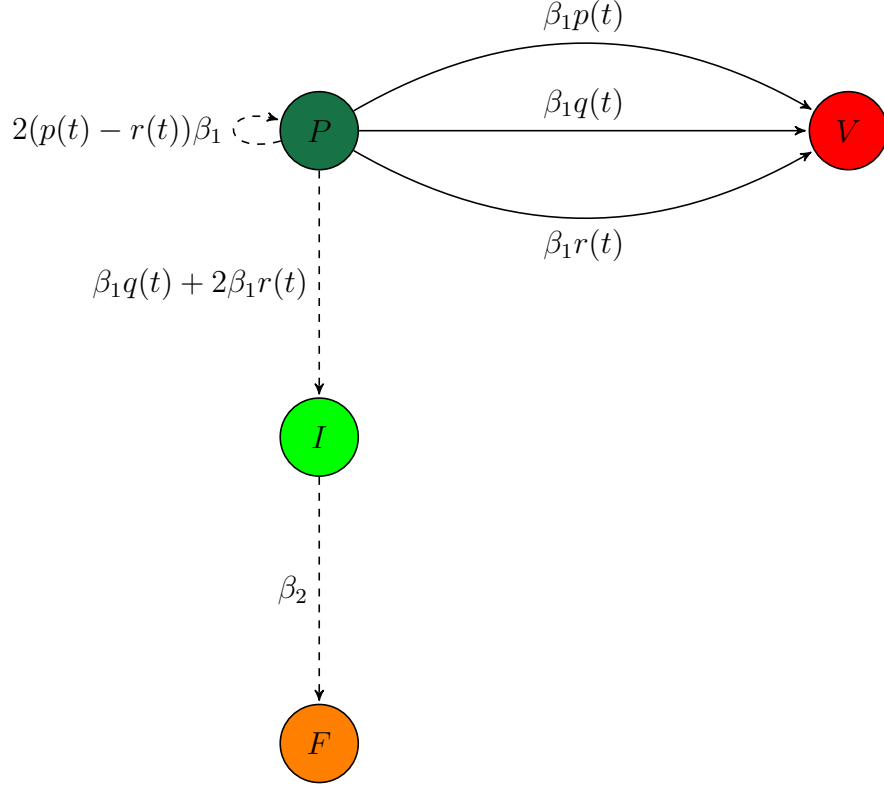 β₁p(t)
2(p(t) − r(t))β₁
P
β₁q(t)
V
β₁r(t)
β₁q(t) + 2β₁r(t)
I
β₂
F